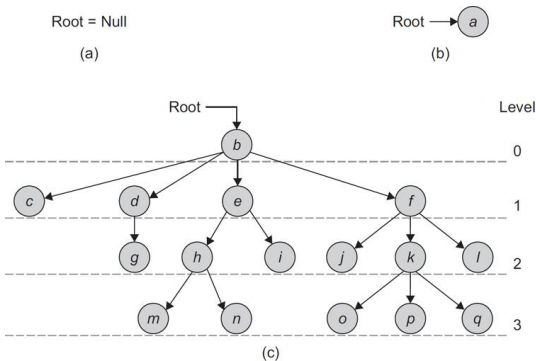 Root = Null
Root a
(a)
(b)
Root
Level
b
0
c d e f
1
g h i j k l
2
m n o p q
3
(c)